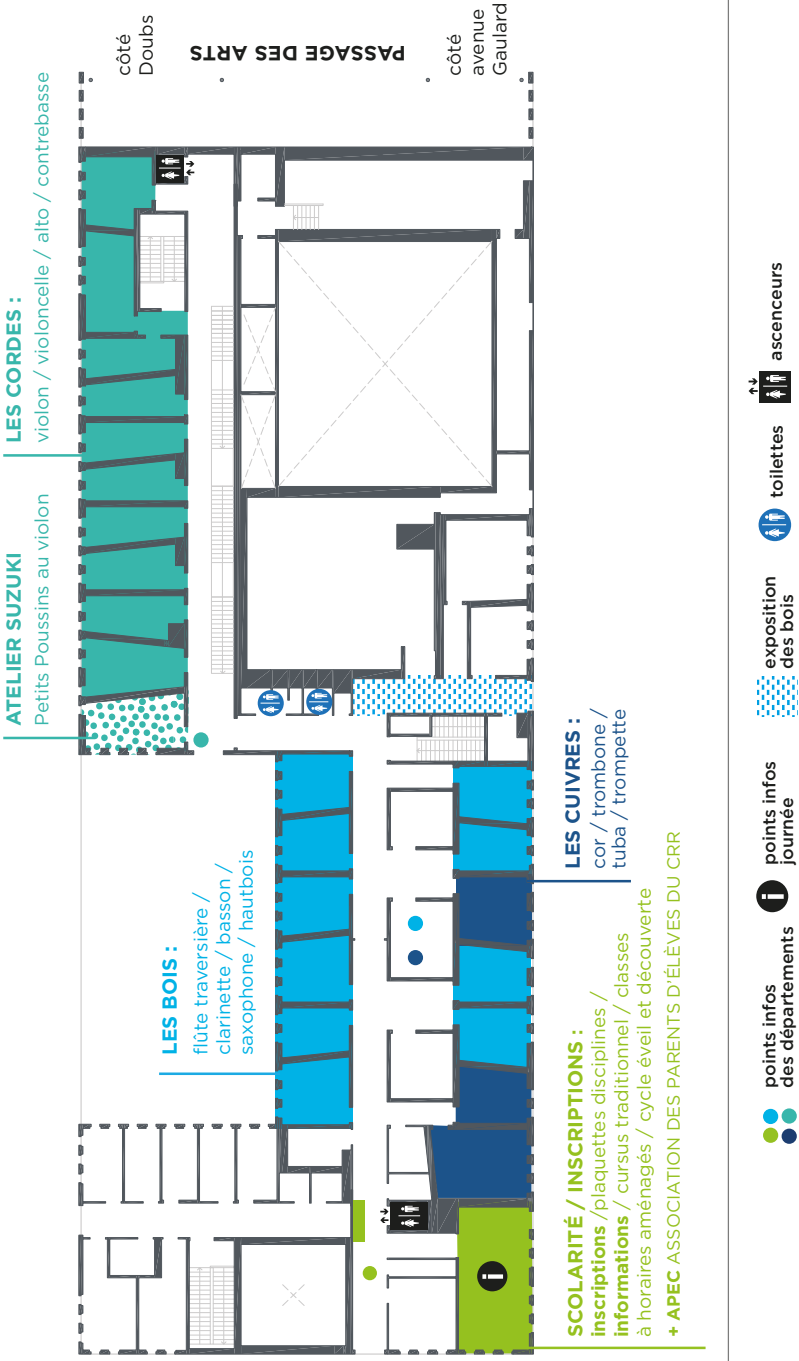 côté
Doubs
PASSAGE DES ARTS
côté
avenue
Gaulard
LES CORDES :
violon / violoncelle / alto / contrebasse
ATELIER SUZUKI
Petits Poussins au violon
LES BOIS :
flûte traversière /
clarinette / basson /
saxophone / hautbois
LES CUIVRES :
cor / trombone /
tuba / trompette
SCOLARITÉ / INSCRIPTIONS :
inscriptions /plaquettes disciplines /
informations / cursus traditionnel / classes
à horaires aménagés / cycle éveil et découverte
+ APEC ASSOCIATION DES PARENTS D'ÉLÈVES DU CRR
i
points infos
des départements
i
points infos
journée
exposition
des bois
toilettes
ascenceurs